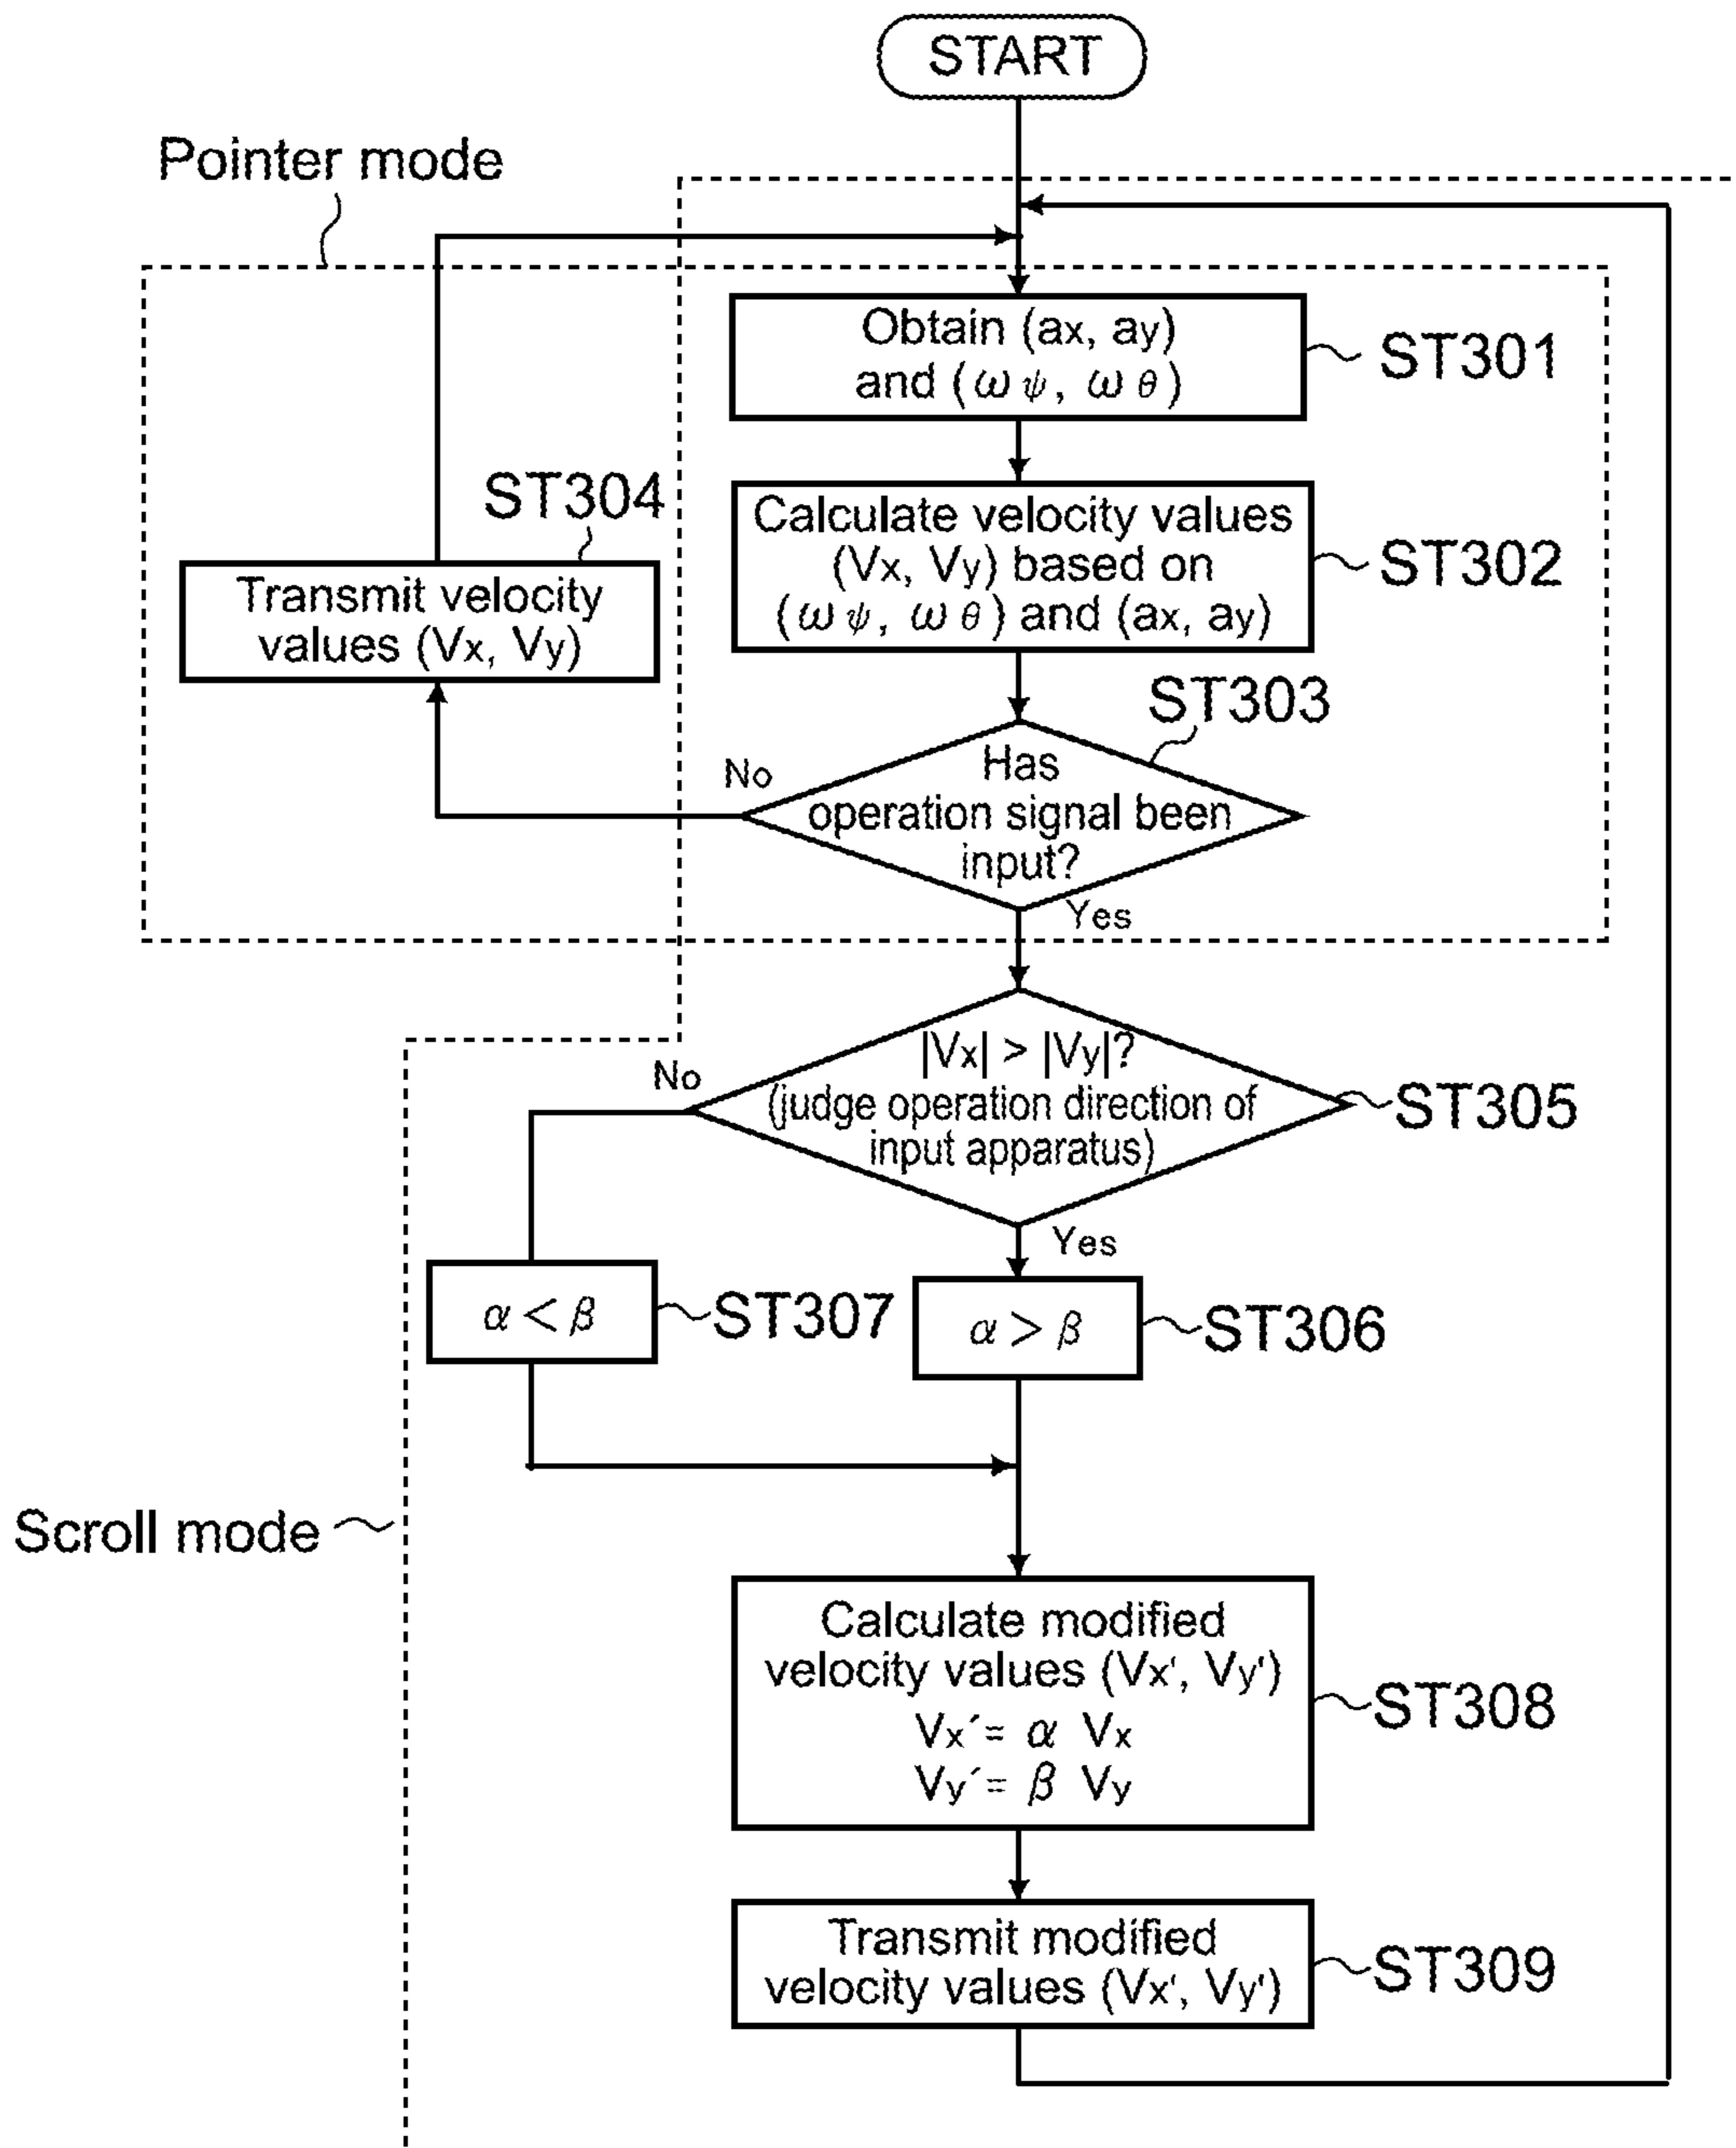 START
Pointer mode
Obtain (ax, ay)
and (ωψ, ωθ)
ST301
ST304
Calculate velocity values
(Vx, Vy) based on
(ωψ, ωθ) and (ax, ay)
ST302
Transmit velocity
values (Vx, Vy)
ST303
No
Has
operation signal been
input?
Yes
No
|Vx| > |Vy|?
(judge operation direction of
input apparatus)
ST305
Yes
α < β
ST307
α > β
ST306
Scroll mode
Calculate modified
velocity values (Vx', Vy')
Vx´= α Vx
Vy´= β Vy
ST308
Transmit modified
velocity values (Vx', Vy')
ST309